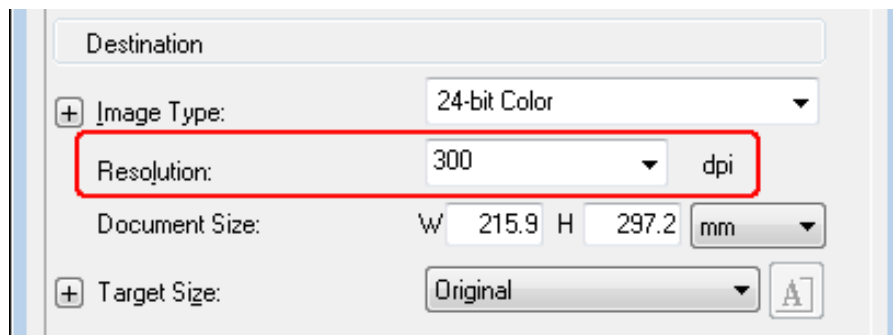 Destination
+ Image Type: 24-bit Color
Resolution: 300 dpi
Document Size: W 215.9 H 297.2 mm
+ Target Size: Original A